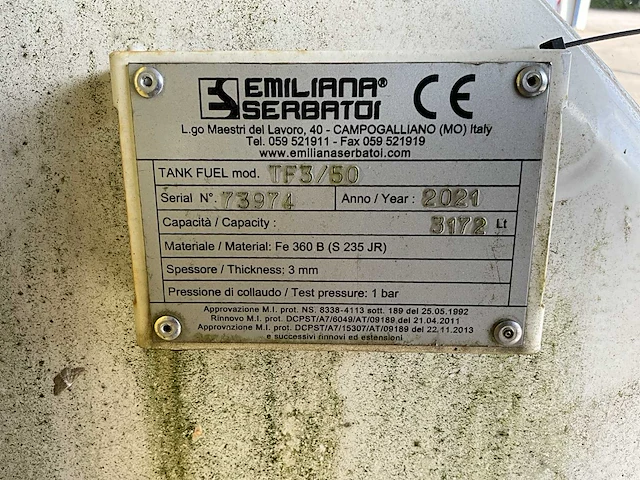 EMILIANA®
SERBATOI
CE
L.go Maestri del Lavoro, 40 - CAMPOGALLIANO (MO) Italy
Tel. 059 521911 - Fax 059 521919
www.emilianaserbatoi.com
TANK FUEL mod. TF3/50
Serial N°. 73974 Anno / Year : 2021
Capacità / Capacity : 3172 Lt
Materiale / Material: Fe 360 B (S 235 JR)
Spessore / Thickness: 3 mm
Pressione di collaudo / Test pressure: 1 bar
Approvazione M.I. prot. NS. 8338-4113 sott. 189 del 25.05.1992
Rinnovo M.I. prot. DCPST/A7/6049/AT/09189 del 21.04.2011
Approvnzione M.I. prot. DCPST/A7/15307/AT/09189 del 22.11.2013
e successivi rinnovi ed estensioni